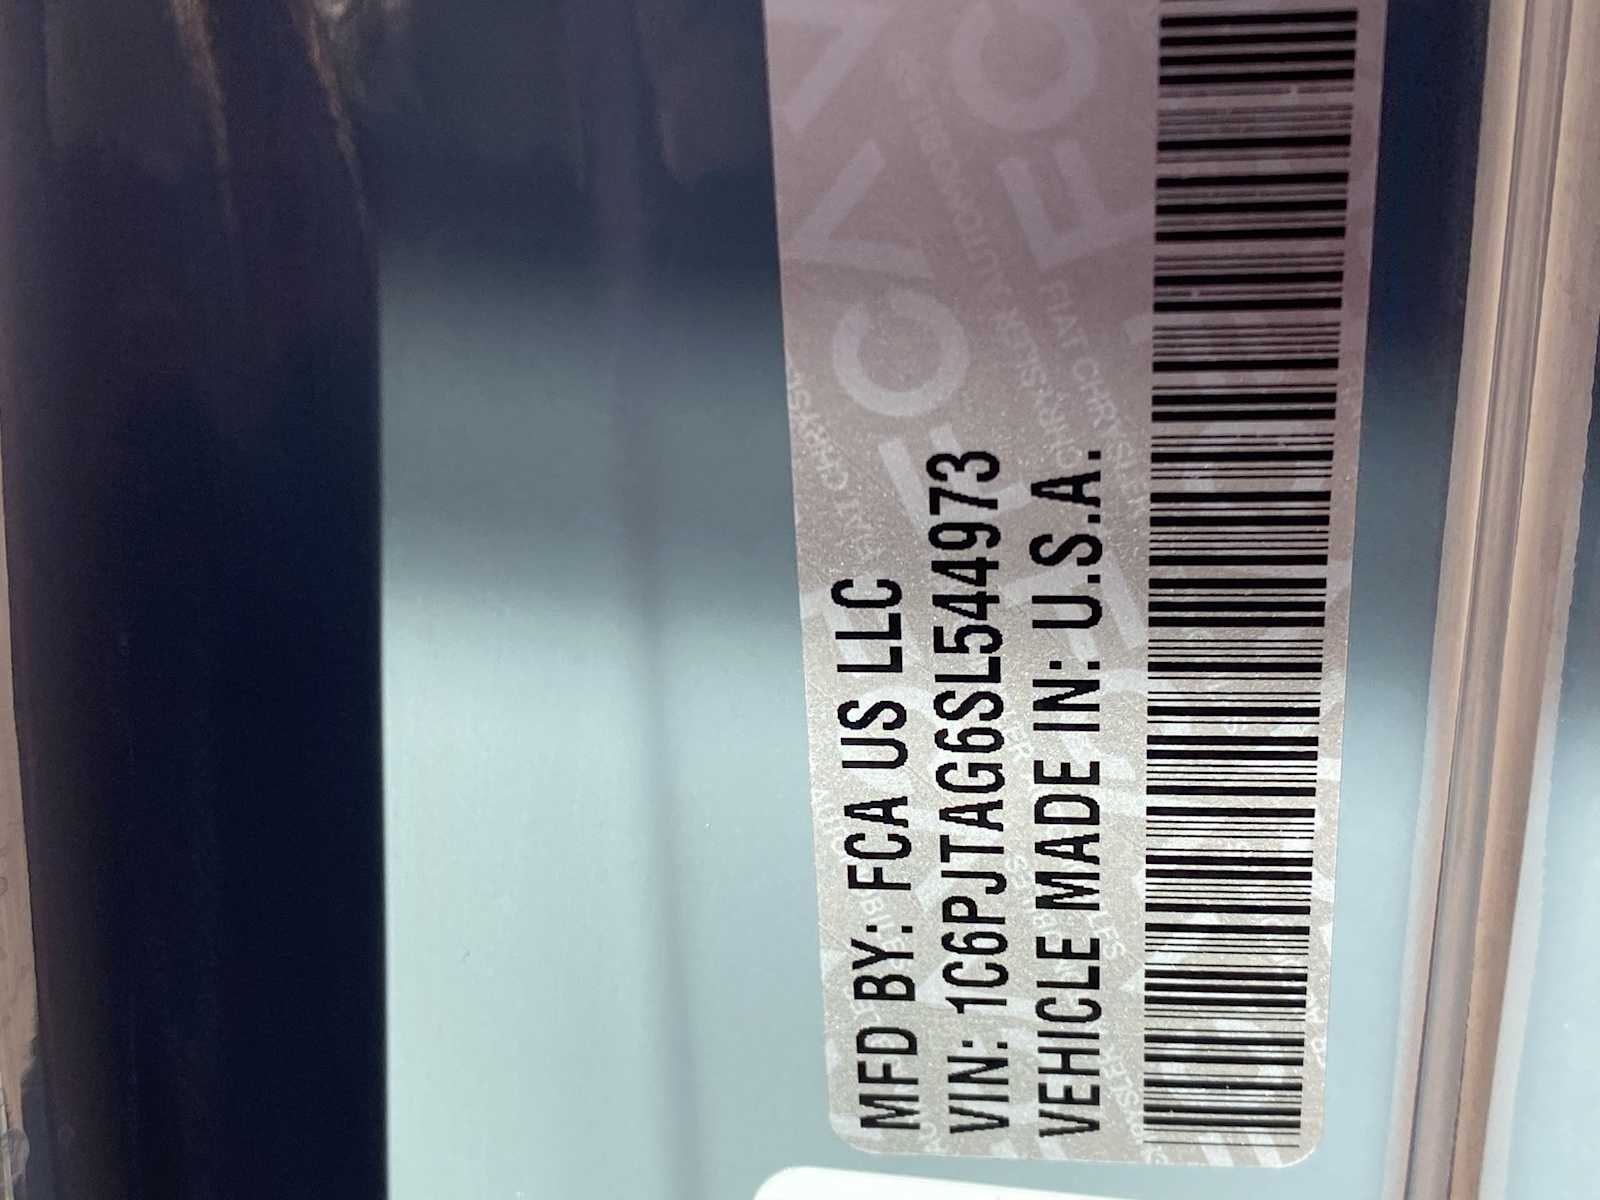 MFD BY: FCA US LLC
VIN: 1C6PJTAG6SL544973
VEHICLE MADE IN: U.S.A.